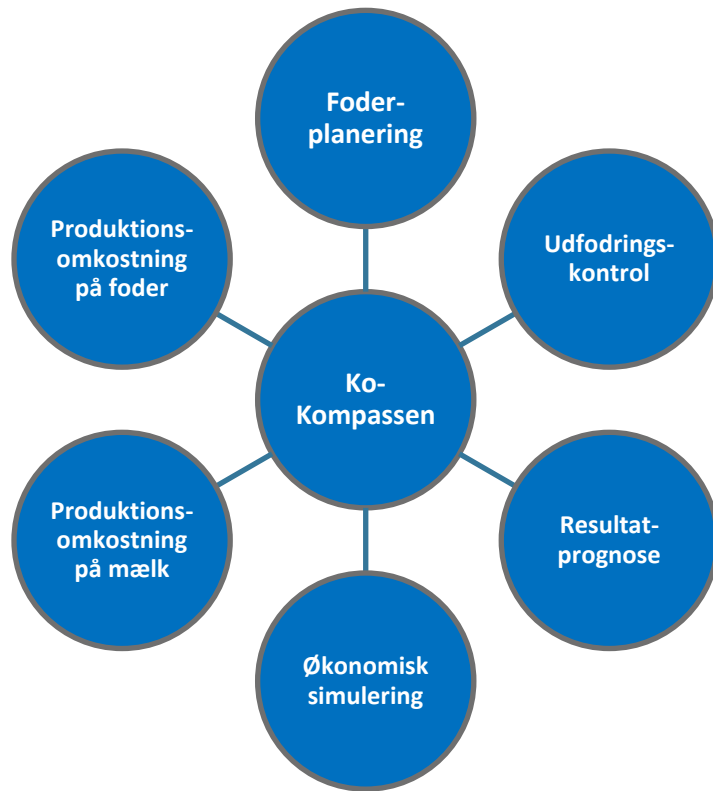 Foder-
planering
Udfodrings-
kontrol
Resultat-
prognose
Økonomisk
simulering
Produktions-
omkostning
på mælk
Produktions-
omkostning
på foder
Ko-
Kompassen